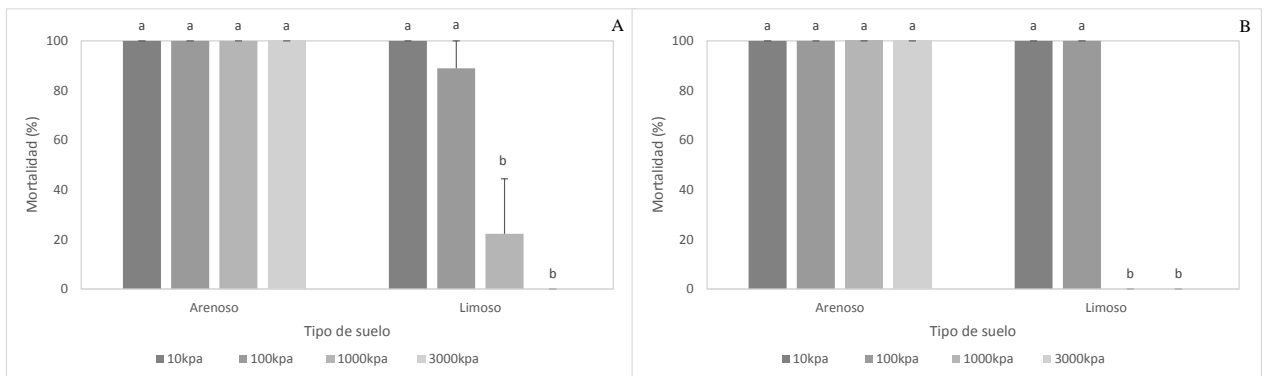 a a a a a a A
100
80
60
40
20
0
Mortalidad (%)
b
b
Arenoso Limoso
Tipo de suelo
10kpa 100kpa 1000kpa 3000kpa
a a a a a a B
100
80
60
40
20
0
Mortalidad (%)
b b
Arenoso Limoso
Tipo de suelo
10kpa 100kpa 1000kpa 3000kpa